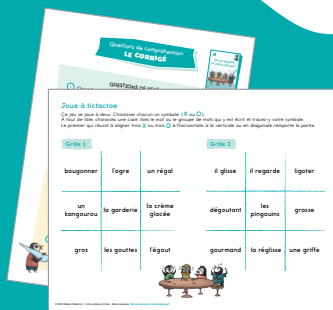 Questions de compréhension
LE CORRIGÉ
QUESTIONS DE
Joue à tictactoe
Ce jeu se joue à deux. Choisissez chacun un symbole (X ou O).
À tour de rôle, choisissez une case, lisez le mot ou le groupe de mots qui y est écrit et tracez-y votre symbole.
Le premier qui réussit à aligner trois X ou trois O à l'horizontale, à la verticale ou en diagonale remporte la partie.
Grille 1
Grille 2
bougonner l'ogre un régal
il glisse il regarde ligoter
un kangourou la garderie la crème glacée
dégoutant les pingouins grosse
gros les gouttes l'égout
gourmand la réglisse une griffe